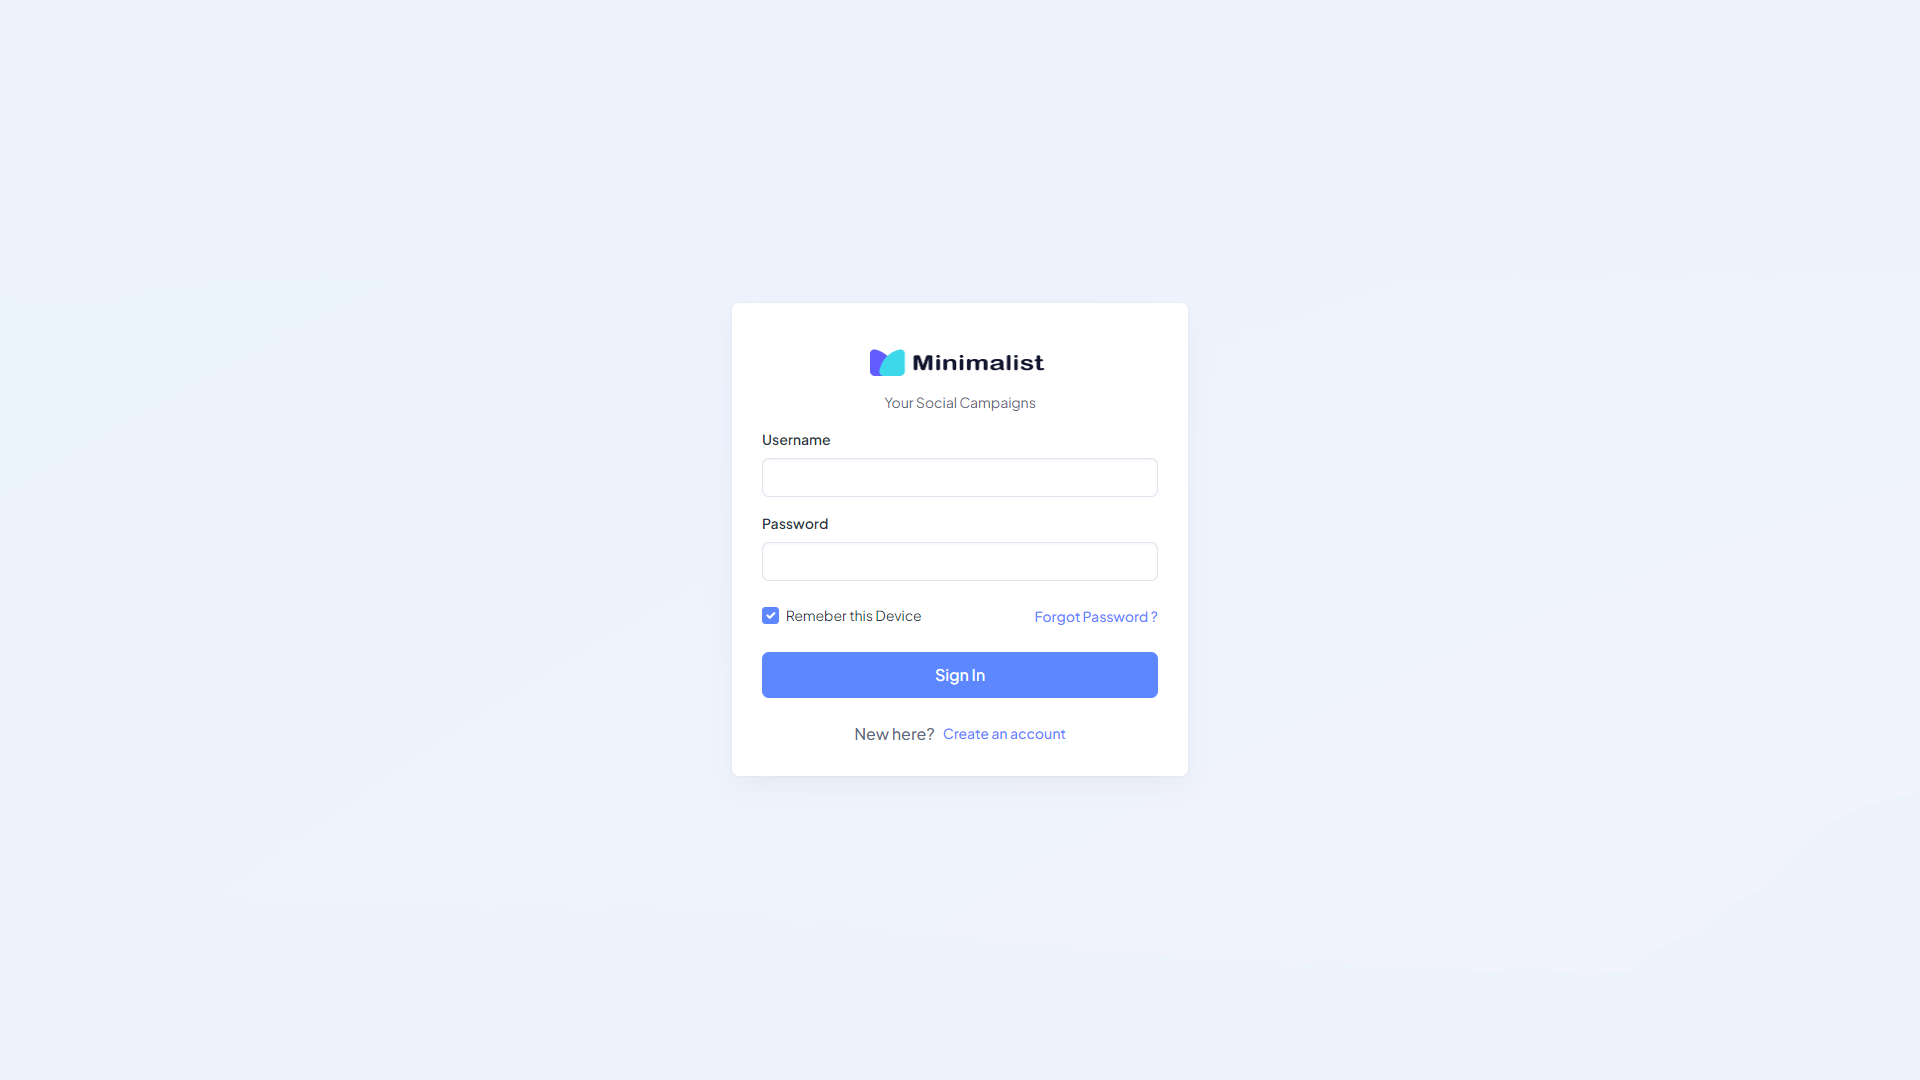 Minimalist
Your Social Campaigns
Username
Password
Remeber this Device
Forgot Password ?
Sign In
New here? Create an account